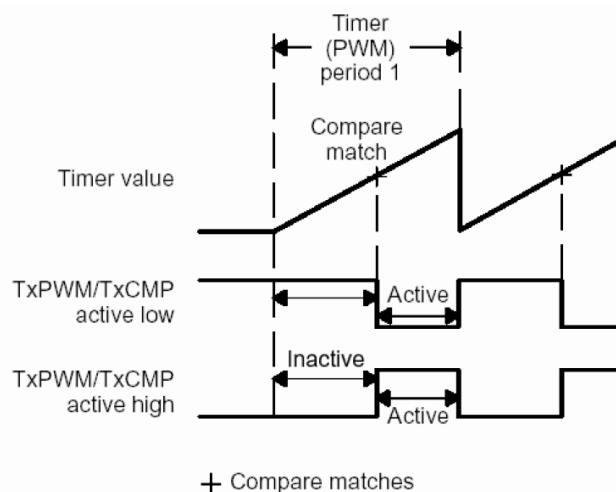 Timer
(PWM)
period 1
Compare
match
Timer value
TxPWM/TxCMP
active low
Active
Inactive
TxPWM/TxCMP
active high
Active
+ Compare matches